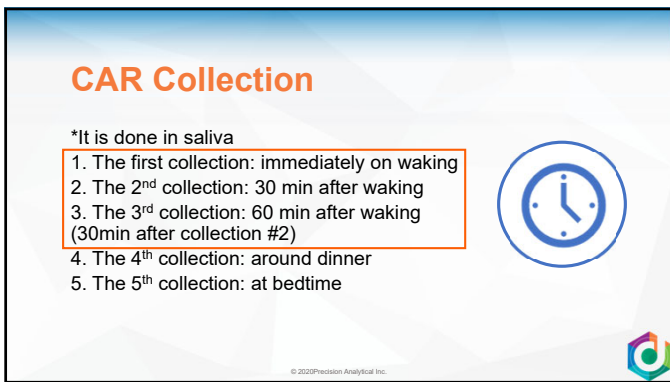 CAR Collection
*It is done in saliva
1. The first collection: immediately on waking
2. The 2nd collection: 30 min after waking
3. The 3rd collection: 60 min after waking
(30min after collection #2)
4. The 4th collection: around dinner
5. The 5th collection: at bedtime
© 2020Precision Analytical Inc.